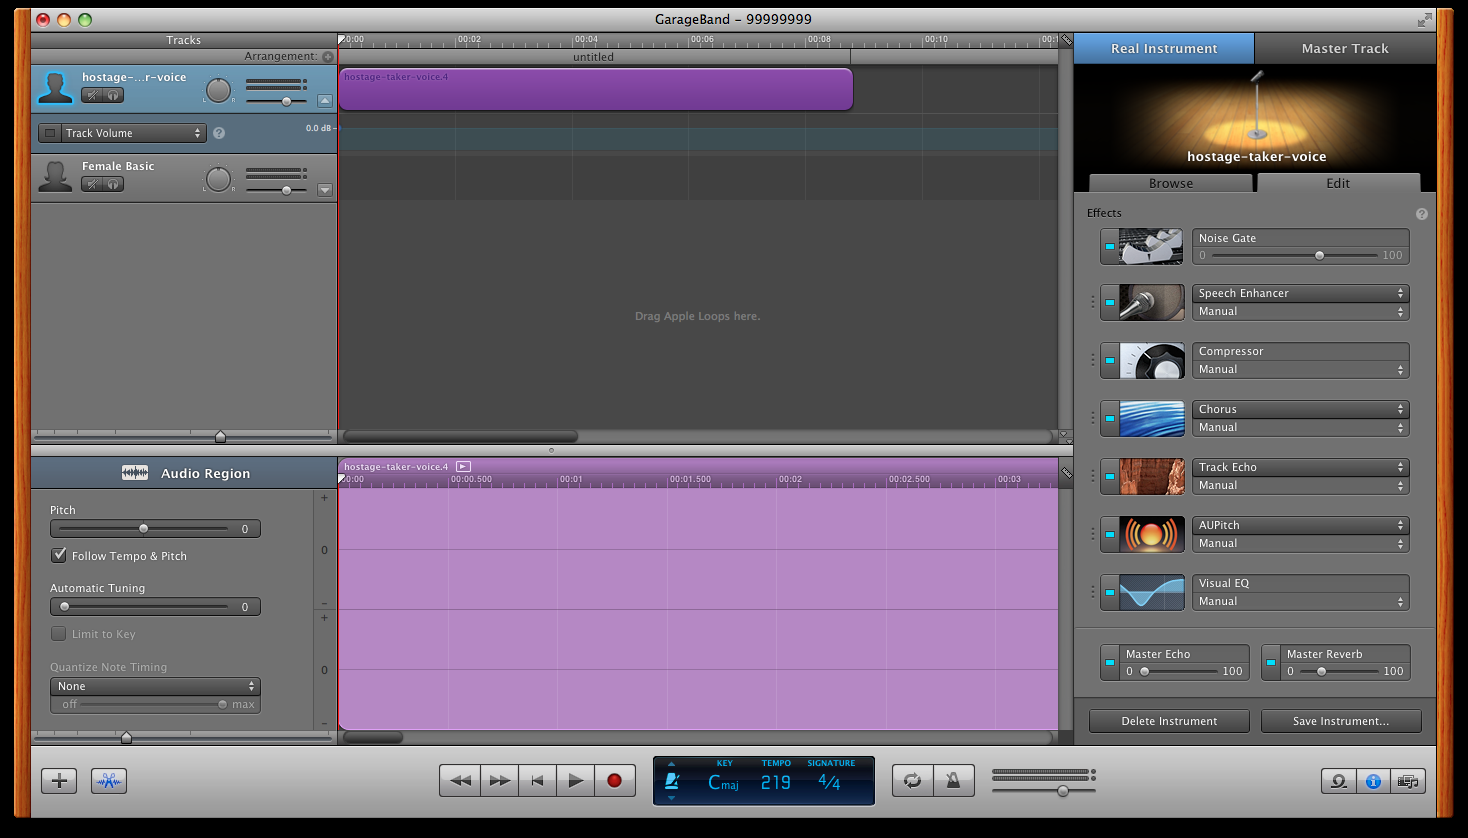 GarageBand – 99999999
Tracks
0:00 00:02 00:04 00:06 00:08 00:10 00:1
Arrangement:
untitled
hostage-...r-voice
L R
hostage-taker-voice.4
Track Volume
?
0.0 dB
Female Basic
L R
Drag Apple Loops here.
Real Instrument
Master Track
hostage-taker-voice
Browse
Edit
Effects
?
Noise Gate
0 100
Speech Enhancer
Manual
Compressor
Manual
Chorus
Manual
Track Echo
Manual
AUPitch
Manual
Visual EQ
Manual
Master Echo
0 100
Master Reverb
0 100
Delete Instrument
Save Instrument...
Audio Region
hostage-taker-voice.4
0:00 00:00.500 00:01 00:01.500 00:02 00:02.500 00:03
Pitch
0
Follow Tempo & Pitch
Automatic Tuning
0
Limit to Key
Quantize Note Timing
None
off max
+
0
-
+
0
-
KEY TEMPO SIGNATURE
Cmaj 219 4/4